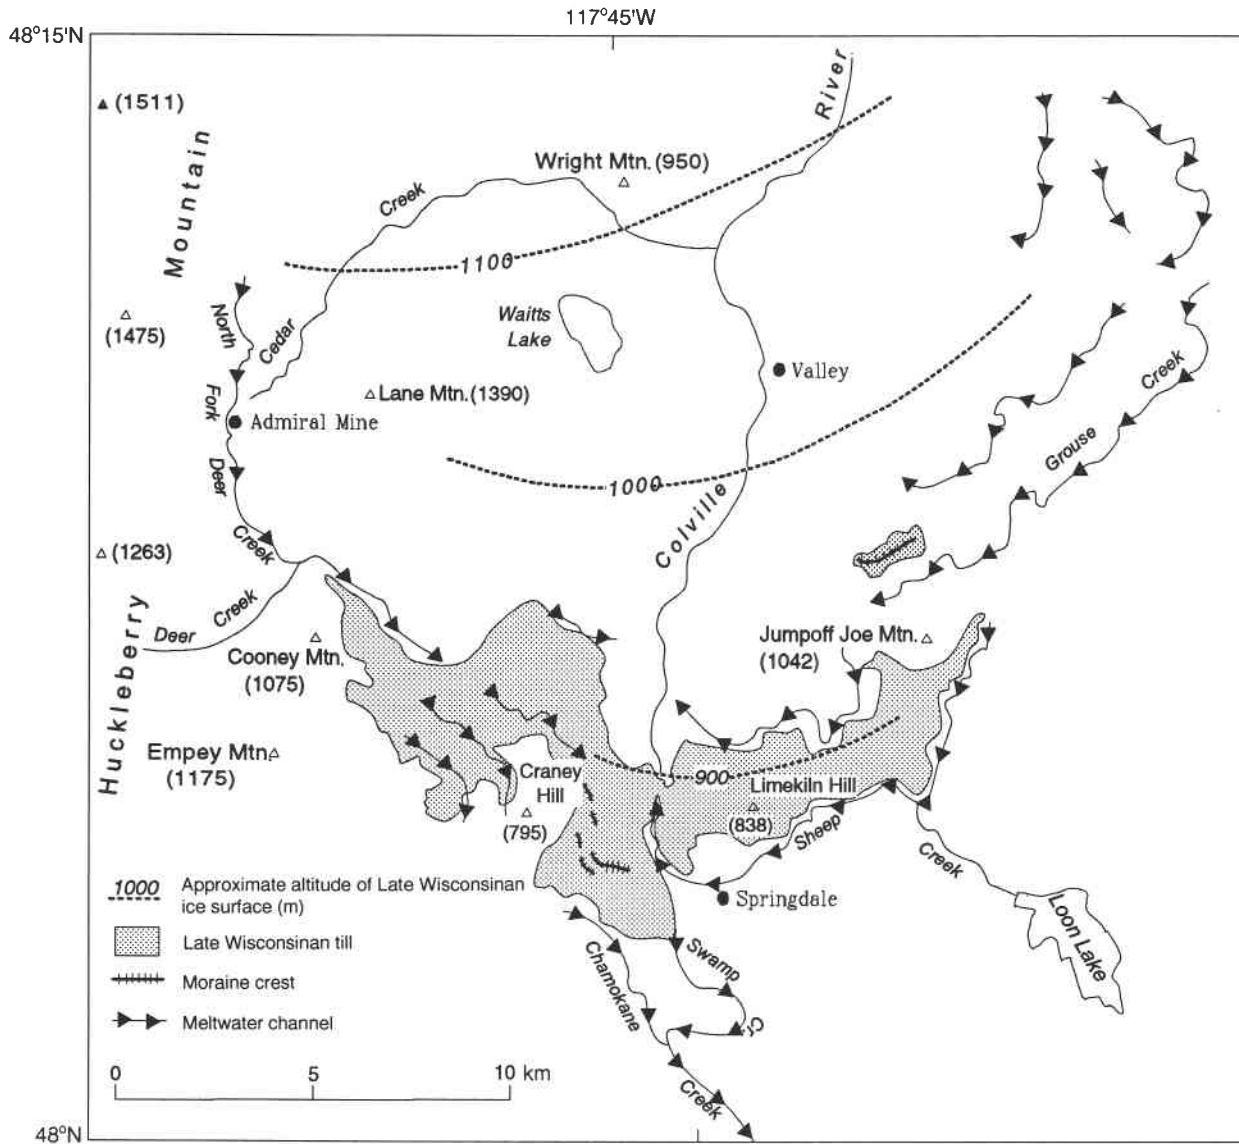 117°45'W
48°15'N
(1511)
River
Wright Mtn. (950)
Mountain
Creek
1100
North
Waitts
Lake
(1475)
Cedar
Valley
Creek
Fork
Lane Mtn. (1390)
Admiral Mine
Grouse
Deer
1000
Colville
Creek
(1263)
Creek
Deer
Huckleberry
Cooney Mtn.
(1075)
Jumpoff Joe Mtn.
(1042)
Empey Mtn
(1175)
Craney
Hill
900
Limekiln Hill
(795)
(838)
Sheep
Creek
1000 Approximate altitude of Late Wisconsinan
ice surface (m)
Springdale
Loon Lake
Late Wisconsinan till
Swamp
Moraine crest
Chamokane
Meltwater channel
Cr.
0 5 10 km
Creek
48°N